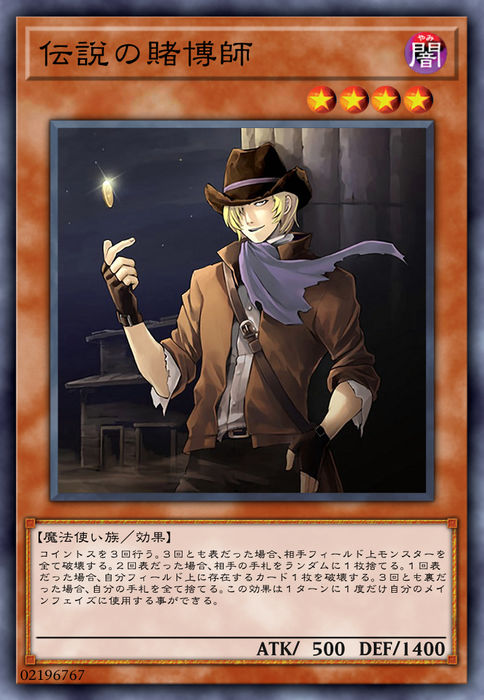 伝説の賭博師
やみ
闇
【魔法使い族／効果】
コイントスを３回行う。３回とも表だった場合、相手フィールド上モンスターを
全て破壊する。２回表だった場合、相手の手札をランダムに１枚捨てる。１回表
だった場合、自分フィールド上に存在するカード１枚を破壊する。３回とも裏だ
った場合、自分の手札を全て捨てる。この効果は１ターンに１度だけ自分のメイ
ンフェイズに使用する事ができる。
ATK/ 500 DEF/1400
02196767